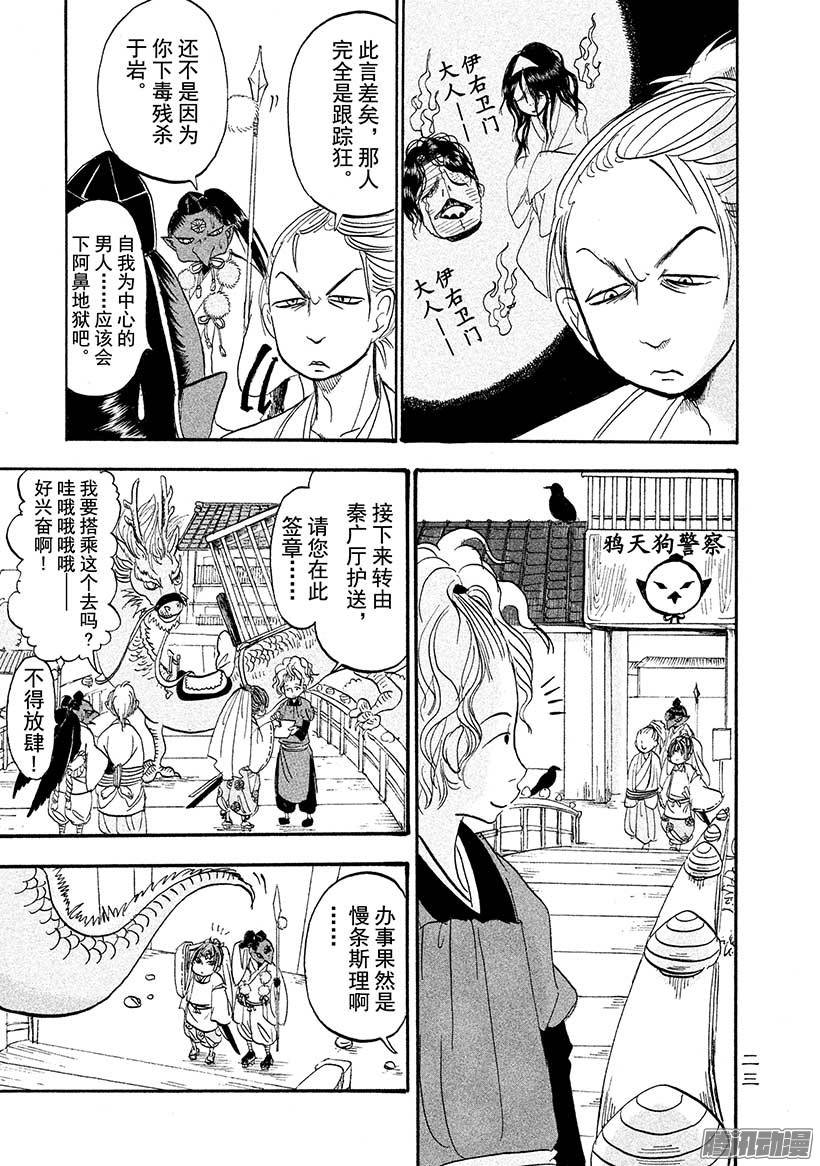 伊右卫门
大人——
伊右卫门
大人——
此言差矣，那人
完全是跟踪狂。
还不是因为
你下毒残杀
于岩。
自我为中心的
男人……应该会
下阿鼻地狱吧。
鸦天狗警察
接下来转由
秦广厅护送，
请您在此
签章……
我要搭乘这个去吗？
哇哦哦哦哦——
好兴奋啊！
不得放肆！
办事果然是
慢条斯理啊
……
二三
腾讯动漫